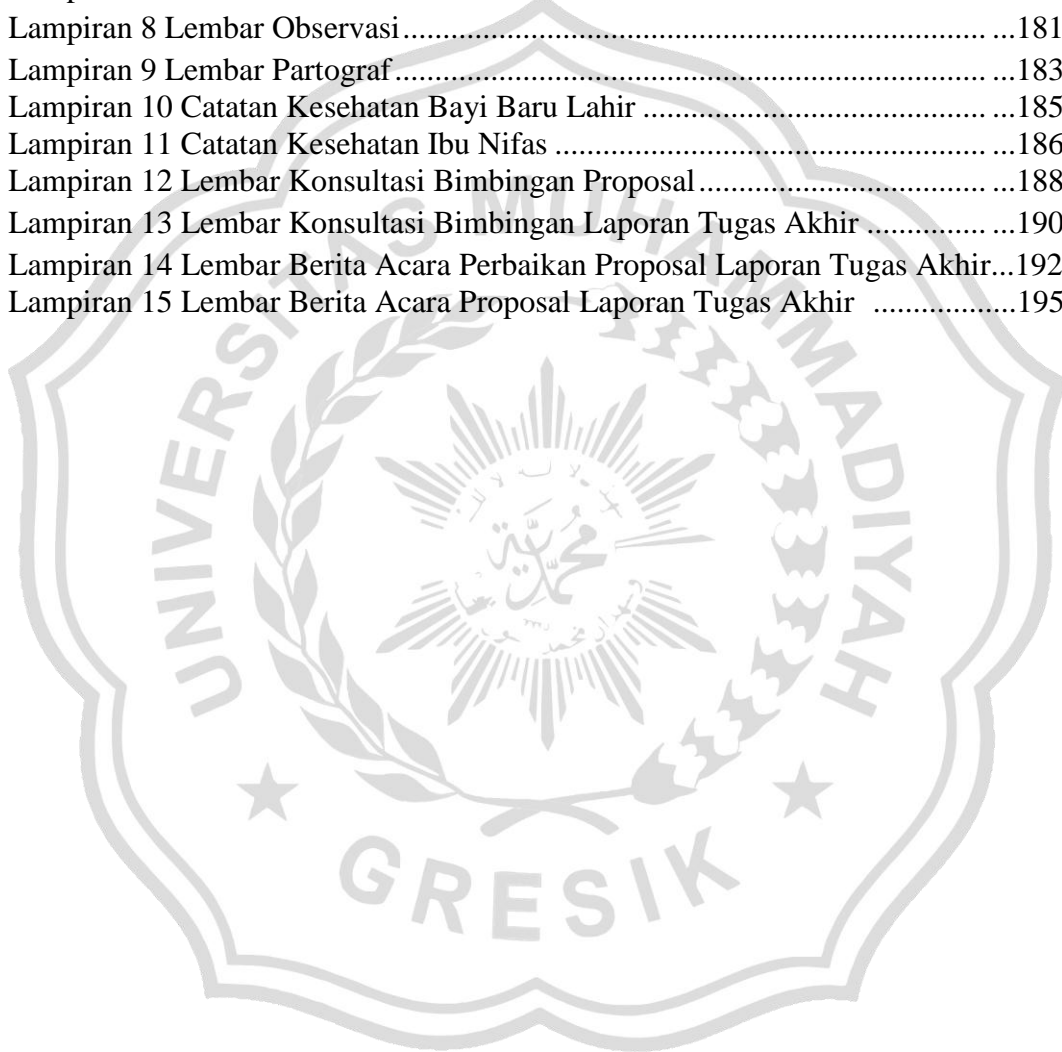 Lampiran 8 Lembar Observasi........................................................................ ...181
Lampiran 9 Lembar Partograf......................................................................... ...183
Lampiran 10 Catatan Kesehatan Bayi Baru Lahir .......................................... ...185
Lampiran 11 Catatan Kesehatan Ibu Nifas ..................................................... ...186
Lampiran 12 Lembar Konsultasi Bimbingan Proposal................................... ...188
Lampiran 13 Lembar Konsultasi Bimbingan Laporan Tugas Akhir ............... ...190
Lampiran 14 Lembar Berita Acara Perbaikan Proposal Laporan Tugas Akhir...192
Lampiran 15 Lembar Berita Acara Proposal Laporan Tugas Akhir .................195
UNIVERSITAS MUHAMMADIYAH
GRESIK